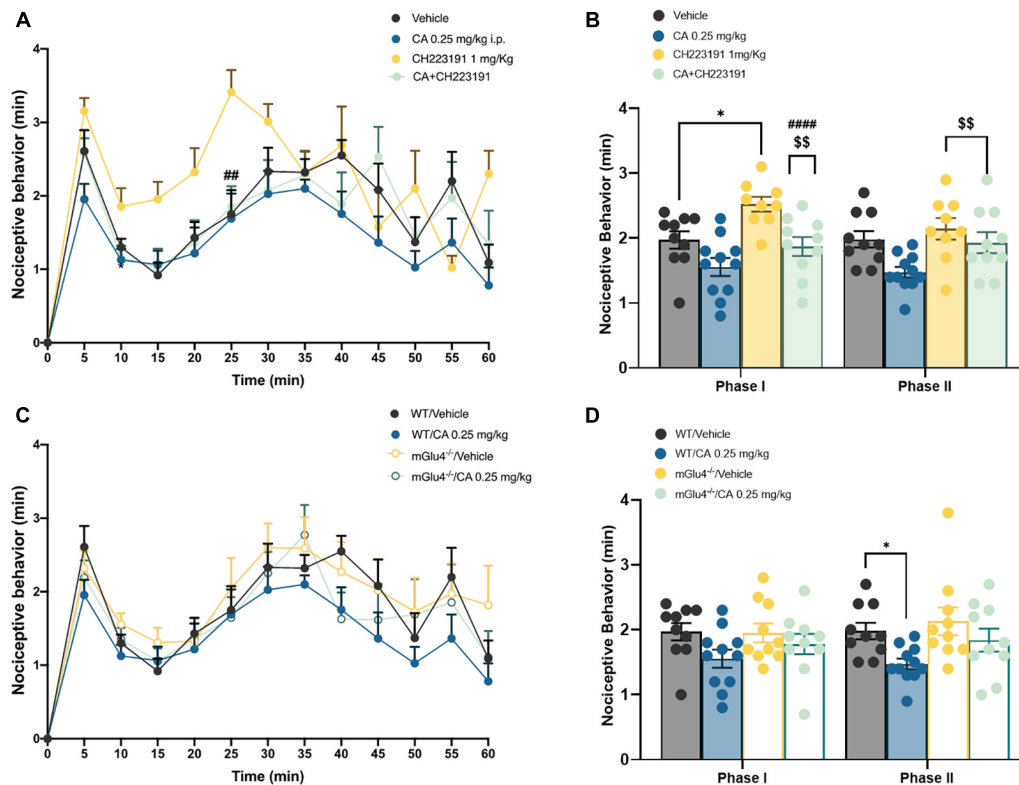 A
Vehicle
CA 0.25 mg/kg i.p.
CH223191 1 mg/Kg
CA+CH223191
Nociceptive behavior (min)
4
3
2
1
0
##
*
0 5 10 15 20 25 30 35 40 45 50 55 60
Time (min)
B
Vehicle
CA 0.25 mg/kg
CH223191 1mg/Kg
CA+CH223191
Nociceptive Behavior (min)
4
3
2
1
0
*
####
$$
$$
Phase I Phase II
C
WT/Vehicle
WT/CA 0.25 mg/kg
mGlu4-/-/Vehicle
mGlu4-/-/CA 0.25 mg/kg
Nociceptive behavior (min)
4
3
2
1
0
0 5 10 15 20 25 30 35 40 45 50 55 60
Time (min)
D
WT/Vehicle
WT/CA 0.25 mg/kg
mGlu4-/-/Vehicle
mGlu4-/-/CA 0.25 mg/kg
Nociceptive Behavior (min)
4
3
2
1
0
*
Phase I Phase II